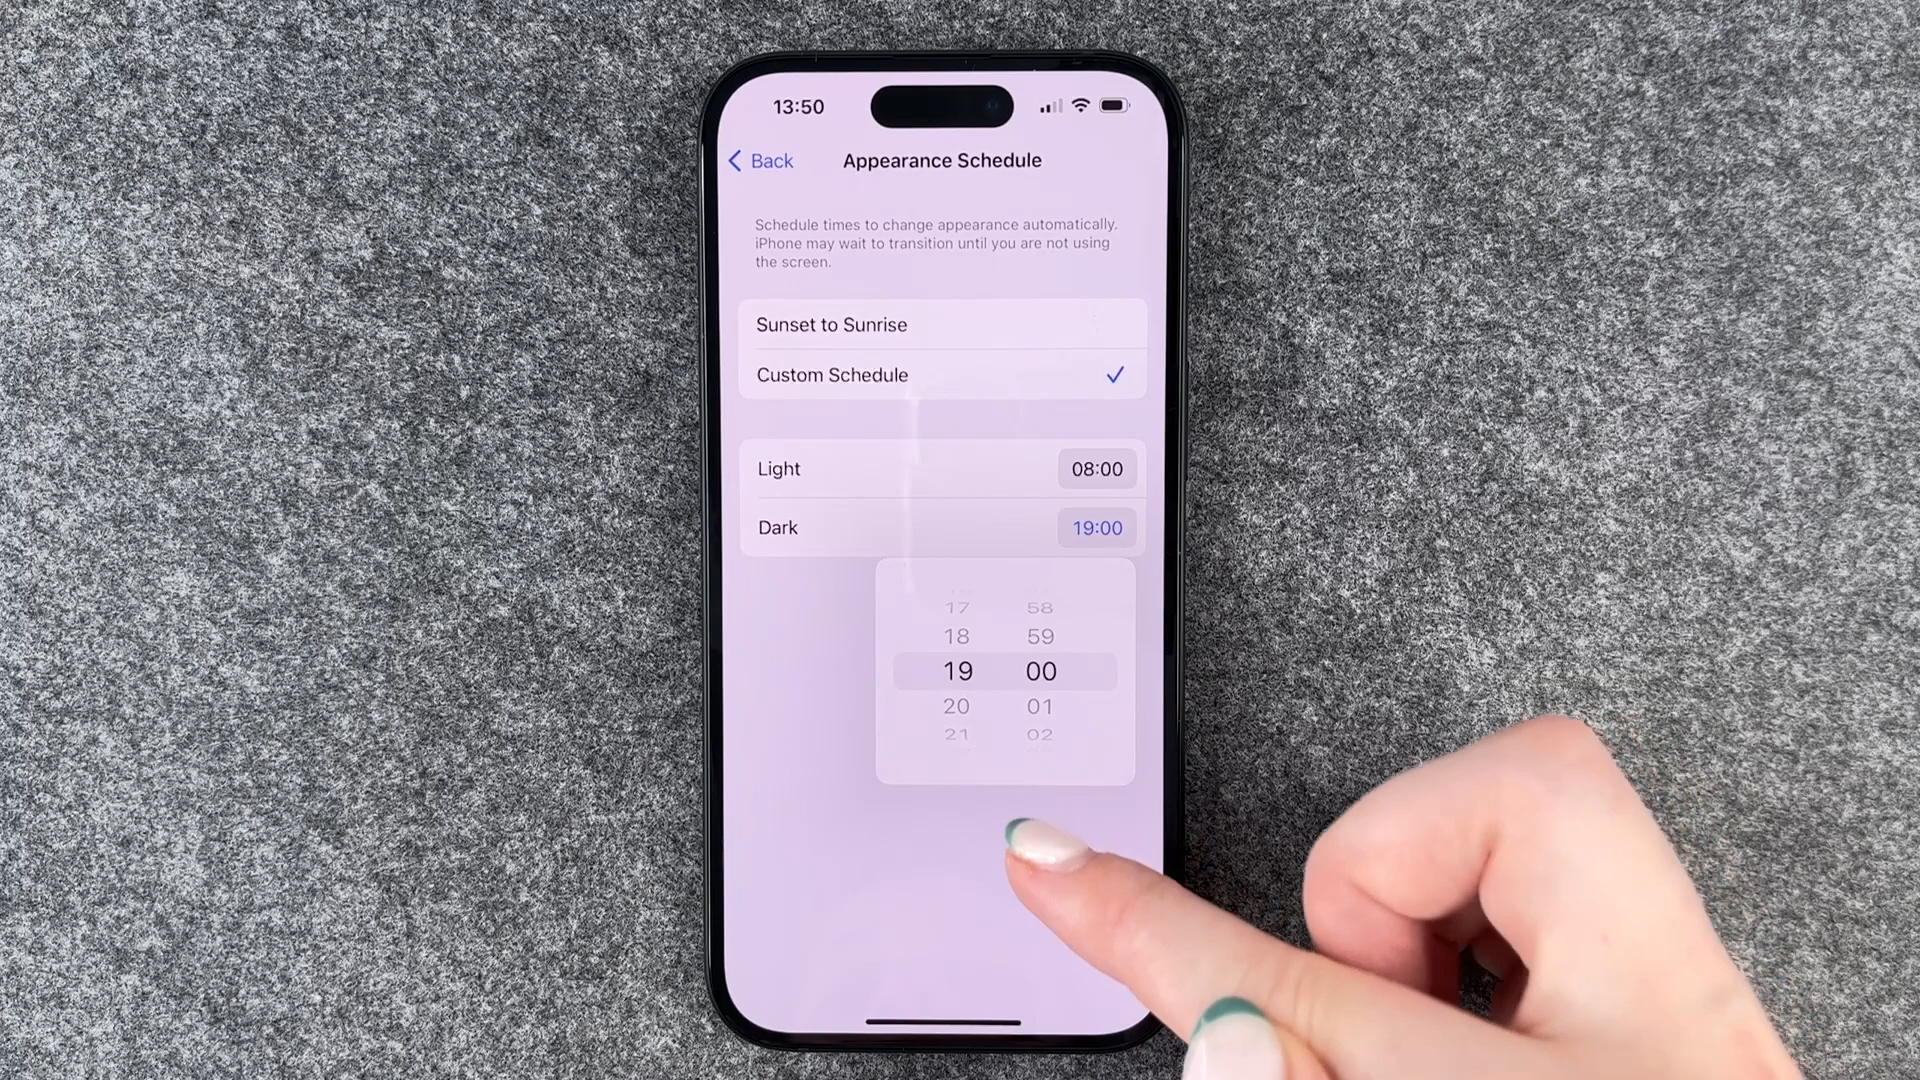 13:50
Back
Appearance Schedule
Schedule times to change appearance automatically.
iPhone may wait to transition until you are not using
the screen.
Sunset to Sunrise
Custom Schedule
Light 08:00
Dark 19:00
17 58
18 59
19 00
20 01
21 02